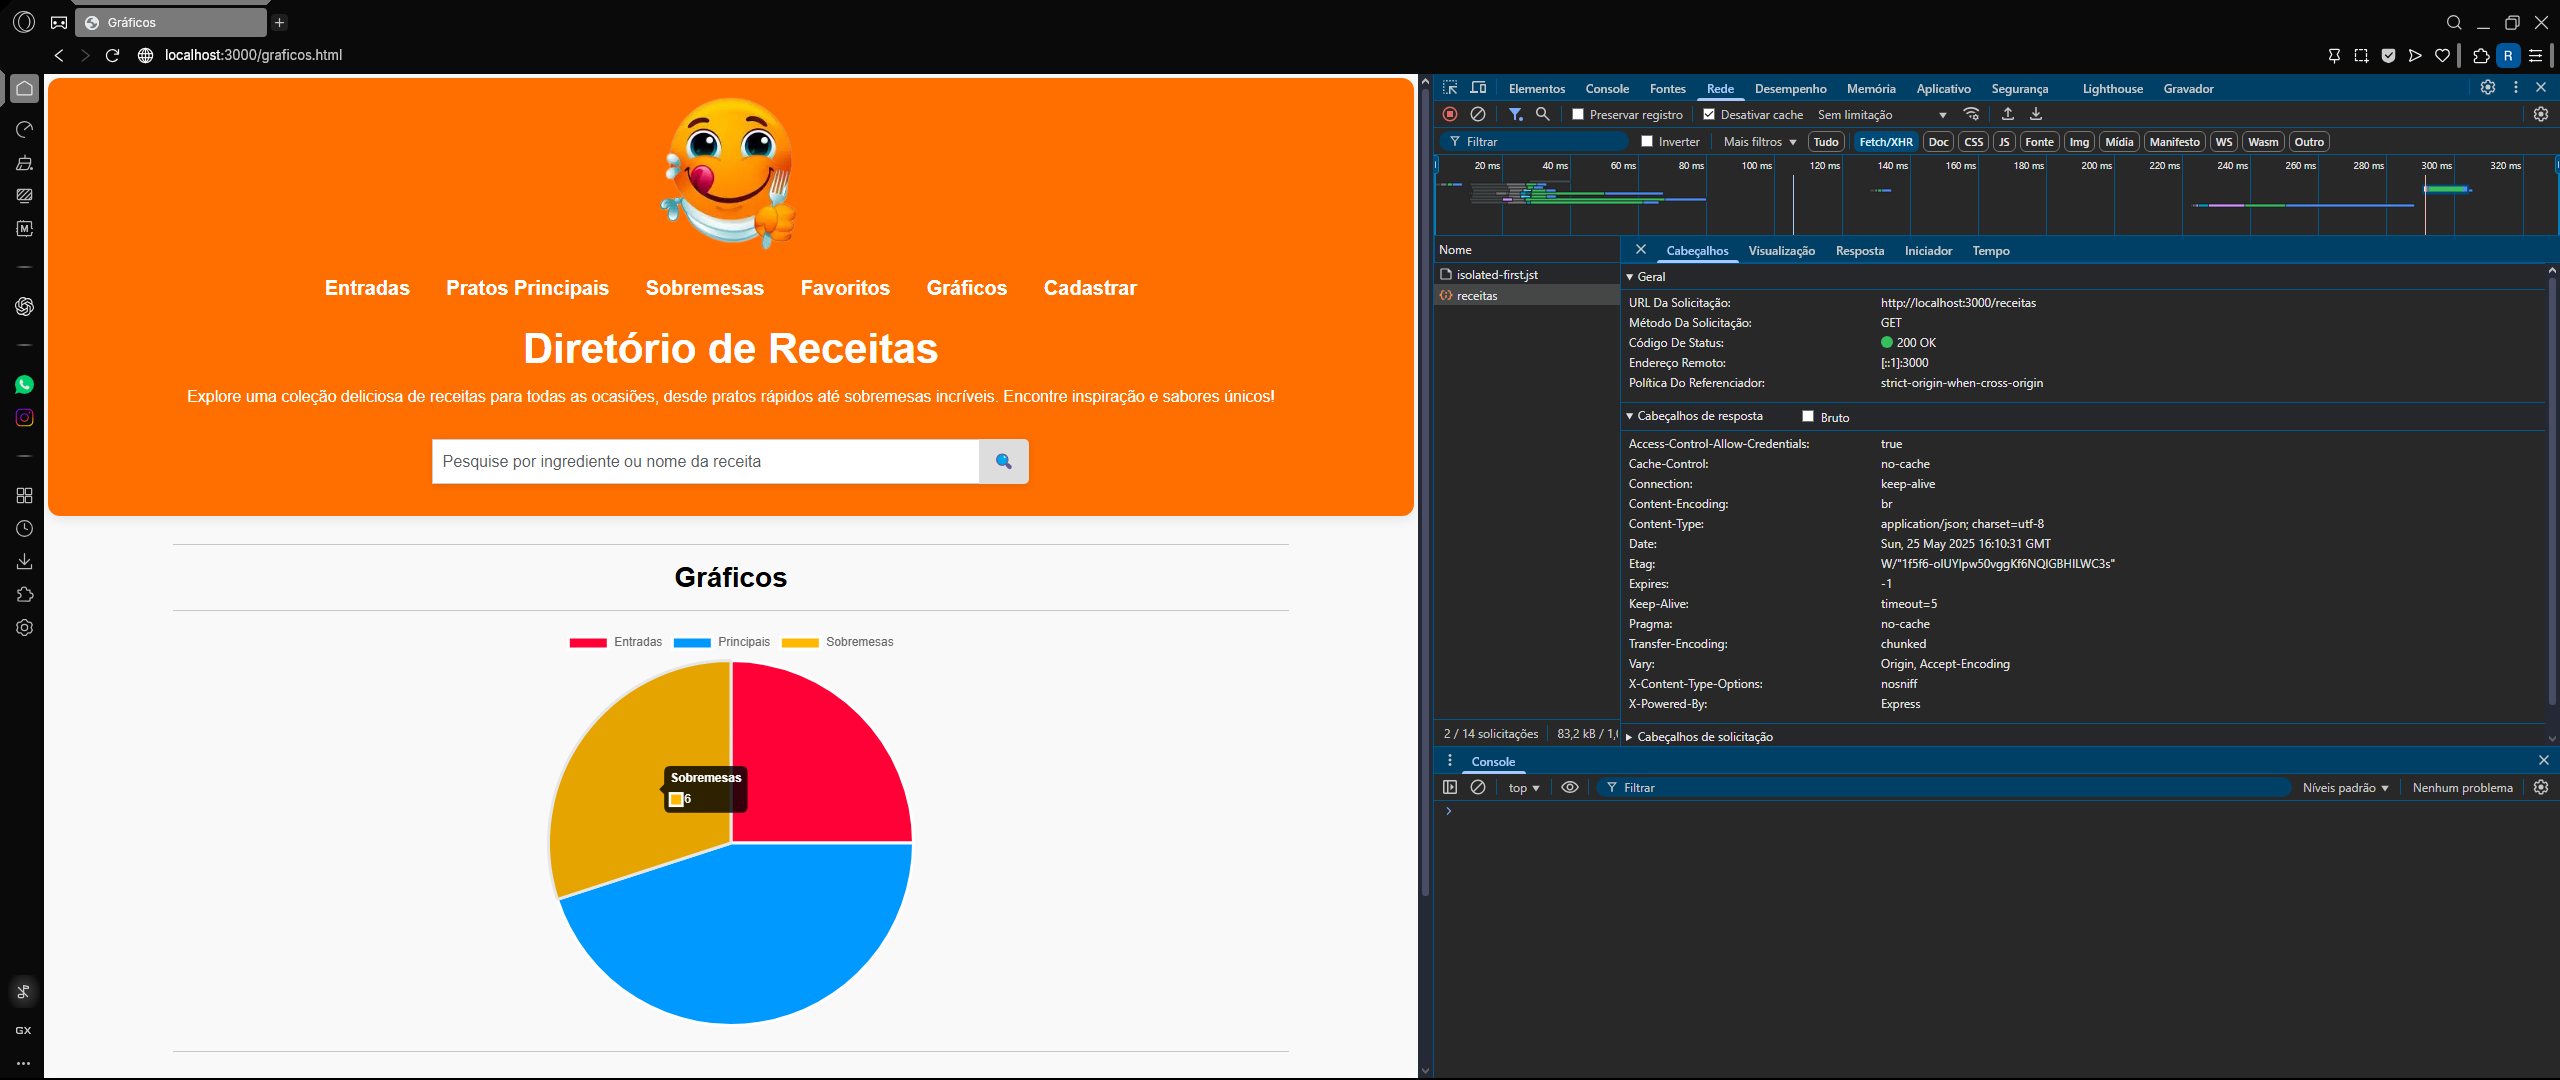 Gráficos
localhost:3000/graficos.html
R
M
GX
Entradas Pratos Principais Sobremesas Favoritos Gráficos Cadastrar
Diretório de Receitas
Explore uma coleção deliciosa de receitas para todas as ocasiões, desde pratos rápidos até sobremesas incríveis. Encontre inspiração e sabores únicos!
Pesquise por ingrediente ou nome da receita
Gráficos
Entradas Principais Sobremesas
Sobremesas
6
Elementos Console Fontes Rede Desempenho Memória Aplicativo Segurança Lighthouse Gravador
Preservar registro Desativar cache Sem limitação
Filtrar Inverter Mais filtros Tudo Fetch/XHR Doc CSS JS Fonte Img Mídia Manifesto WS Wasm Outro
20 ms 40 ms 60 ms 80 ms 100 ms 120 ms 140 ms 160 ms 180 ms 200 ms 220 ms 240 ms 260 ms 280 ms 300 ms 320 ms
Nome
isolated-first.jst
receitas
2 / 14 solicitações 83,2 kB / 1,
Cabeçalhos Visualização Resposta Iniciador Tempo
Geral
URL Da Solicitação: http://localhost:3000/receitas
Método Da Solicitação: GET
Código De Status: 200 OK
Endereço Remoto: [::1]:3000
Política Do Referenciador: strict-origin-when-cross-origin
Cabeçalhos de resposta Bruto
Access-Control-Allow-Credentials: true
Cache-Control: no-cache
Connection: keep-alive
Content-Encoding: br
Content-Type: application/json; charset=utf-8
Date: Sun, 25 May 2025 16:10:31 GMT
Etag:
Expires: -1
Keep-Alive: timeout=5
Pragma: no-cache
Transfer-Encoding: chunked
Vary: Origin, Accept-Encoding
X-Content-Type-Options: nosniff
X-Powered-By: Express
Cabeçalhos de solicitação
Console
top Filtrar Níveis padrão Nenhum problema